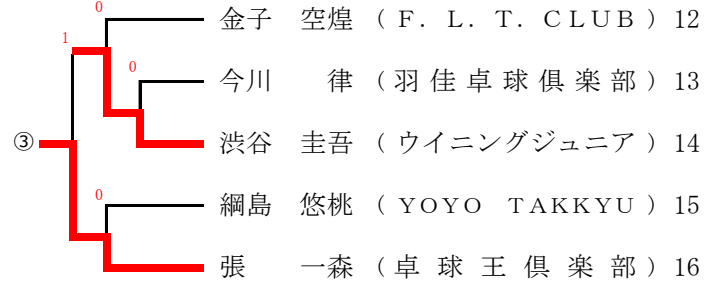 0
金子 空煌 ( F. L. T. CLUB ) 12
1
0
今川 律 ( 羽佳卓球倶楽部 ) 13
③
渋谷 圭吾 ( ウイニングジュニア ) 14
0
綱島 悠桃 ( YOYO TAKKYU ) 15
張 一森 ( 卓球王倶楽部 ) 16